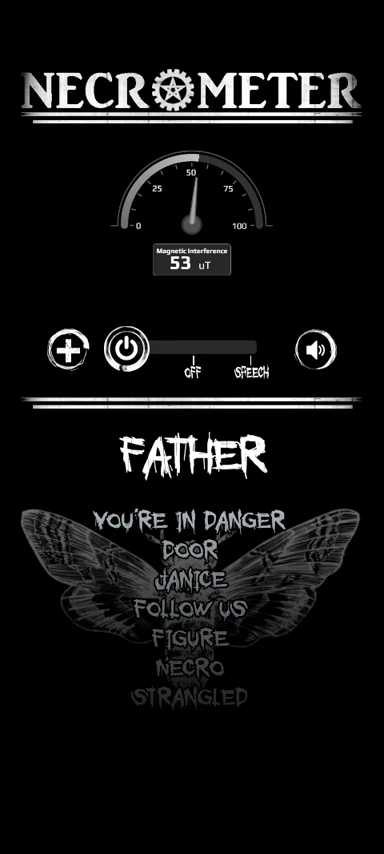 NECROMETER
50
25 75
0 100
Magnetic Interference
53 uT
OFF SPEECH
FATHER
YOU'RE IN DANGER
DOOR
JANICE
FOLLOW US
FIGURE
NECRO
STRANGLED